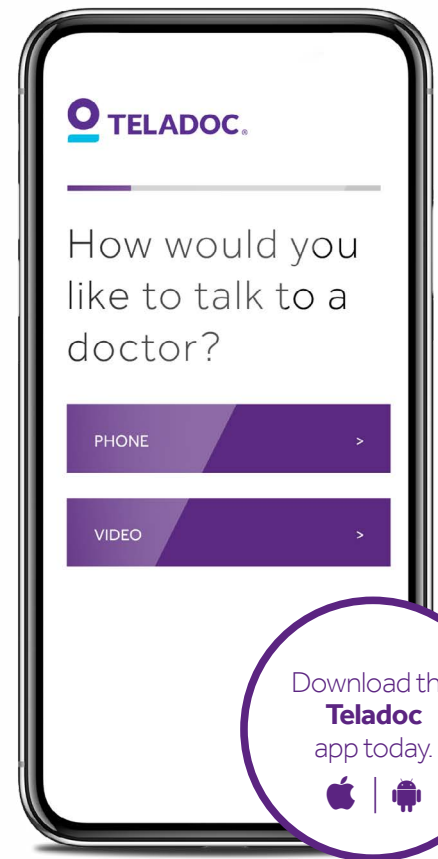 TELADOC®
How would you
like to talk to a
doctor?
PHONE >
VIDEO >
Download th
Teladoc
app today.